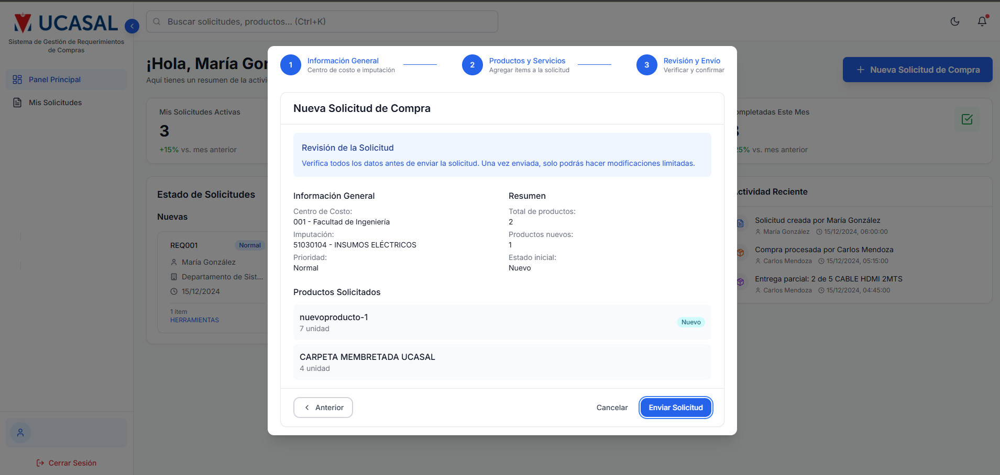 UCASAL
Sistema de Gestión de Requerimientos
de Compras
Panel Principal
Mis Solicitudes
Cerrar Sesión
Buscar solicitudes, productos... (Ctrl+K)
¡Hola, María Gon
Aquí tienes un resumen de la activi
Nueva Solicitud de Compra
Mis Solicitudes Activas
3
+15% vs. mes anterior
ompletadas Este Mes
25% vs. mes anterior
Estado de Solicitudes
Nuevas
REQ001
Normal
María González
Departamento de Sist...
15/12/2024
1 ítem
HERRAMIENTAS
ctividad Reciente
Solicitud creada por María González
María González 15/12/2024, 06:00:00
Compra procesada por Carlos Mendoza
Carlos Mendoza 15/12/2024, 05:15:00
Entrega parcial: 2 de 5 CABLE HDMI 2MTS
Carlos Mendoza 15/12/2024, 04:45:00
1
Información General
Centro de costo e imputación
2
Productos y Servicios
Agregar ítems a la solicitud
3
Revisión y Envío
Verificar y confirmar
Nueva Solicitud de Compra
Revisión de la Solicitud
Verifica todos los datos antes de enviar la solicitud. Una vez enviada, solo podrás hacer modificaciones limitadas.
Información General
Centro de Costo:
001 - Facultad de Ingeniería
Imputación:
51030104 - INSUMOS ELÉCTRICOS
Prioridad:
Normal
Resumen
Total de productos:
2
Productos nuevos:
1
Estado inicial:
Nuevo
Productos Solicitados
nuevoproducto-1
7 unidad
Nuevo
CARPETA MEMBRETADA UCASAL
4 unidad
Anterior
Cancelar
Enviar Solicitud